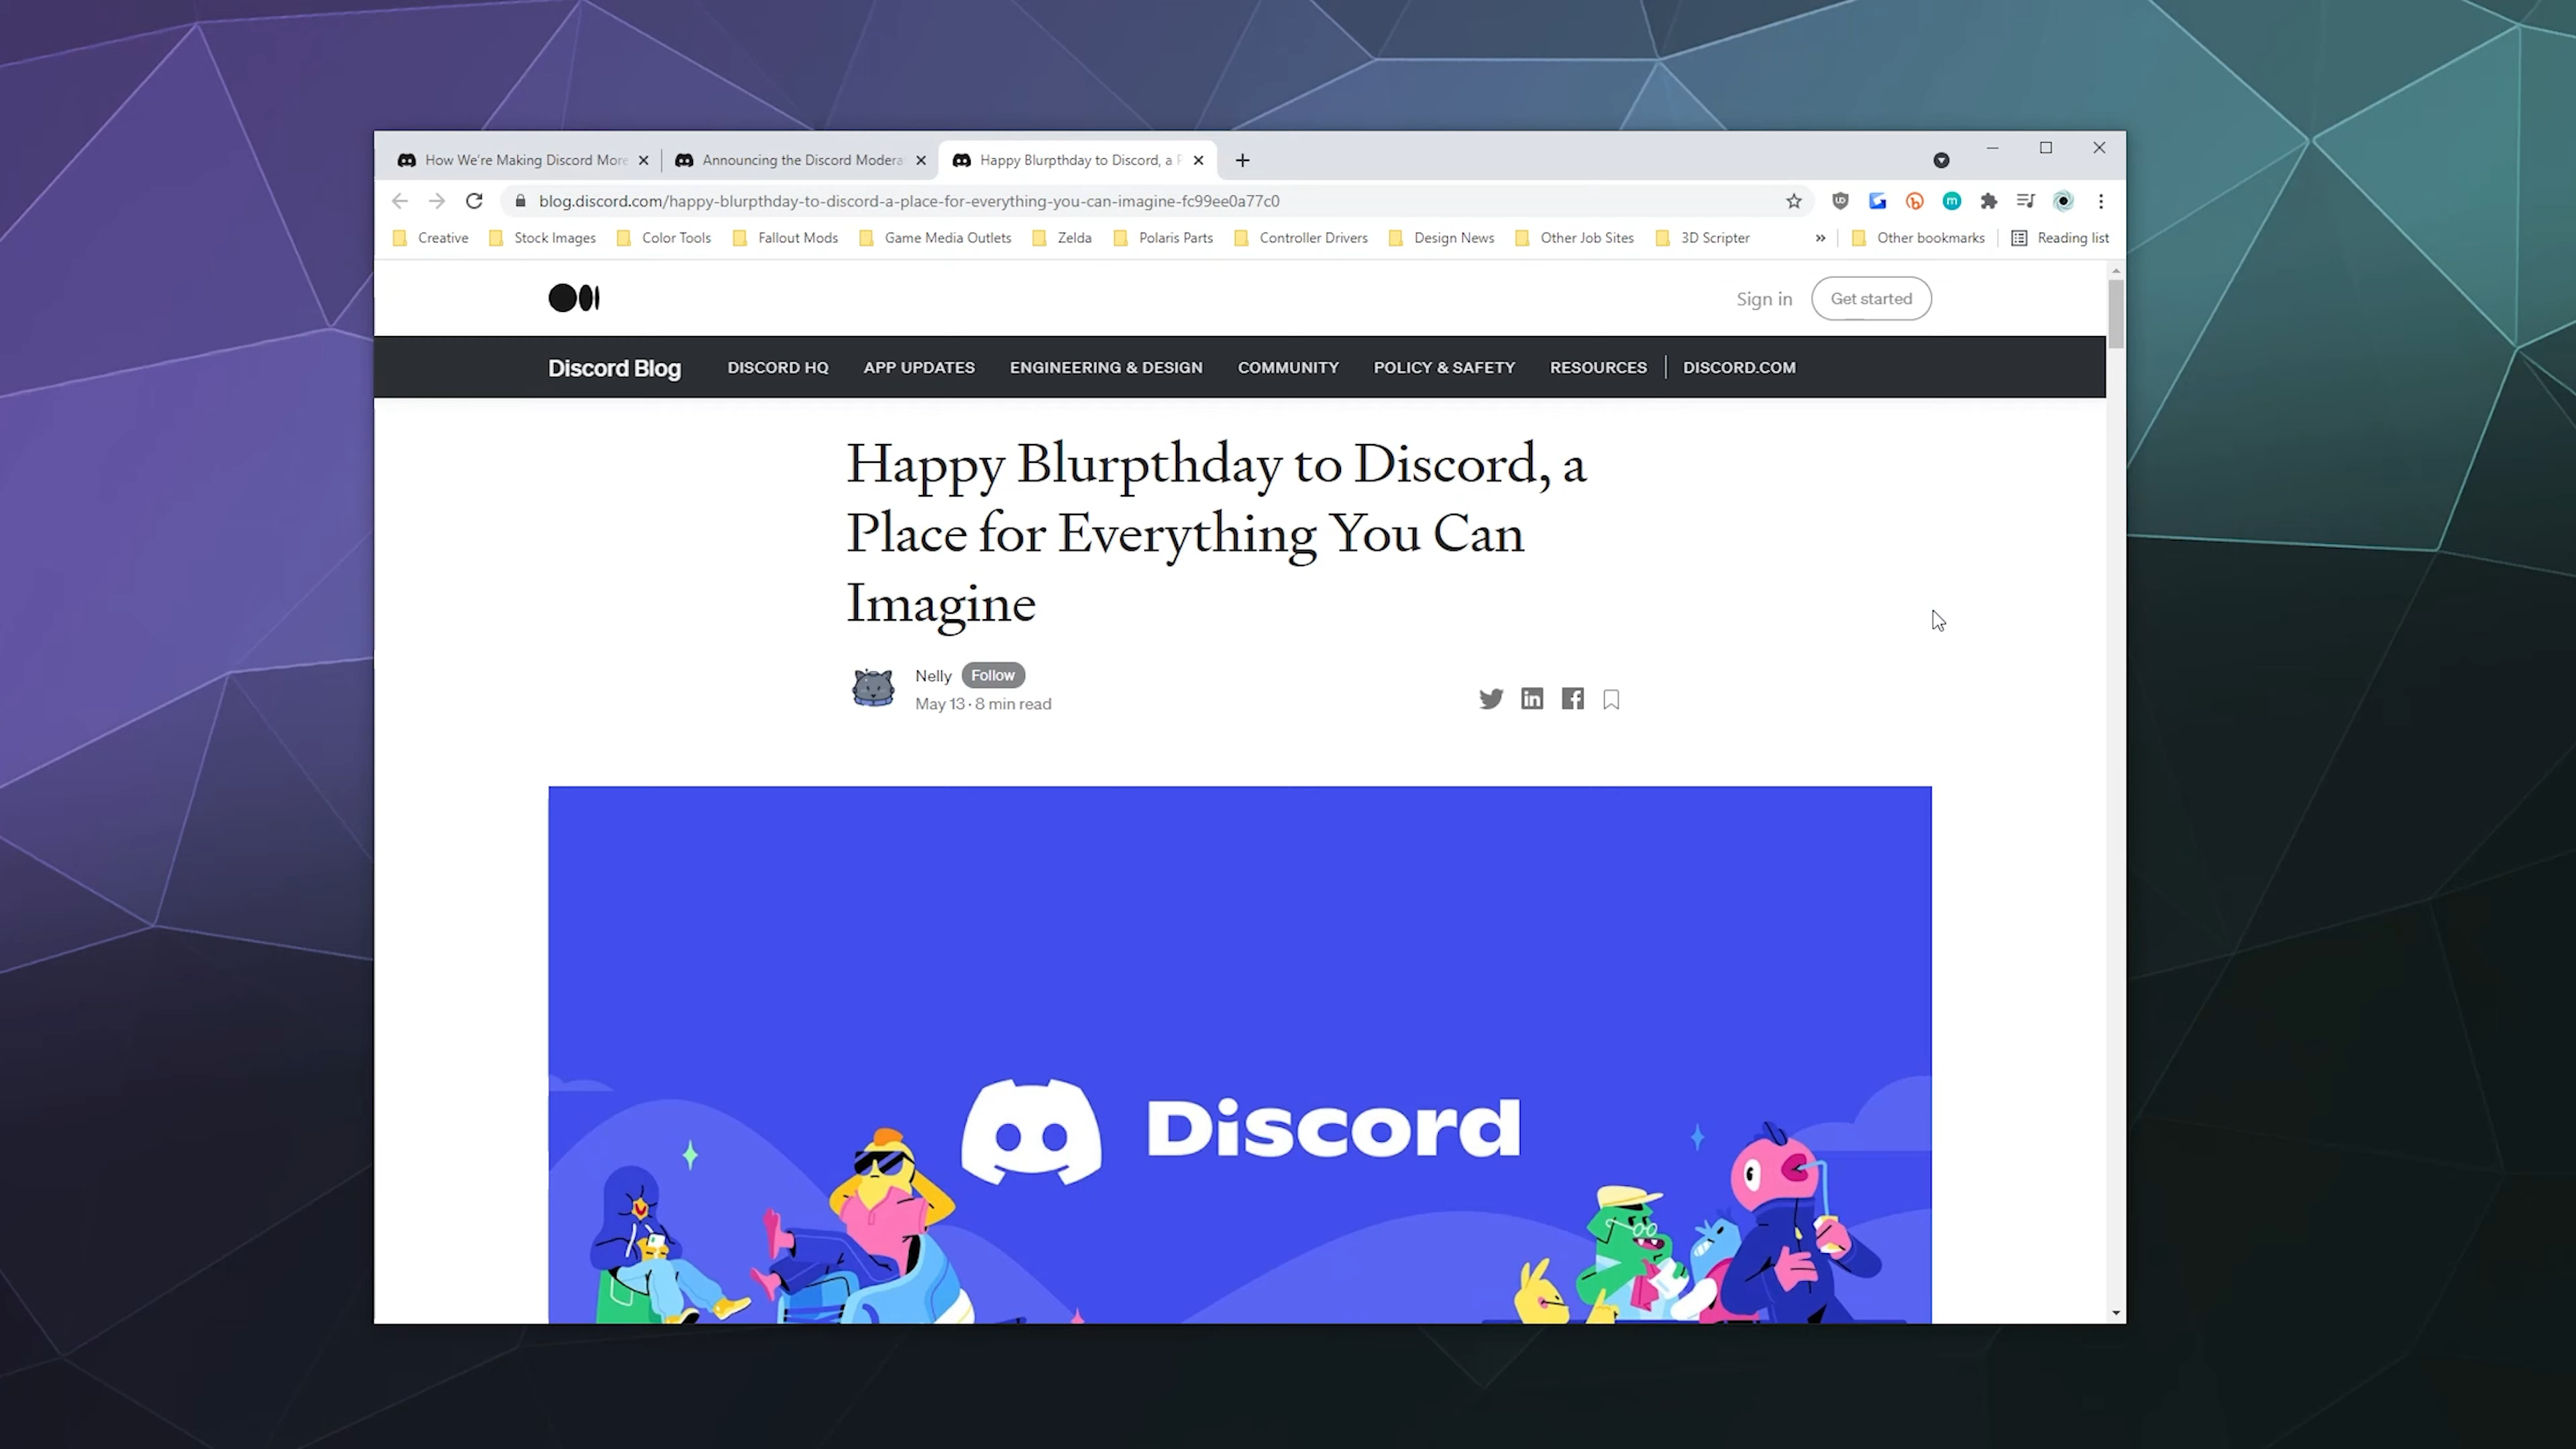 How We're Making Discord More
Announcing the Discord Modera
Happy Blurpthday to Discord, a P
blog.discord.com/happy-blurpthday-to-discord-a-place-for-everything-you-can-imagine-fc99ee0a77c0
Creative Stock Images Color Tools Fallout Mods Game Media Outlets Zelda Polaris Parts Controller Drivers Design News Other Job Sites 3D Scripter » Other bookmarks Reading list
Sign in Get started
Discord Blog DISCORD HQ APP UPDATES ENGINEERING & DESIGN COMMUNITY POLICY & SAFETY RESOURCES DISCORD.COM
Happy Blurpthday to Discord, a
Place for Everything You Can
Imagine
Nelly Follow
May 13 · 8 min read
Discord